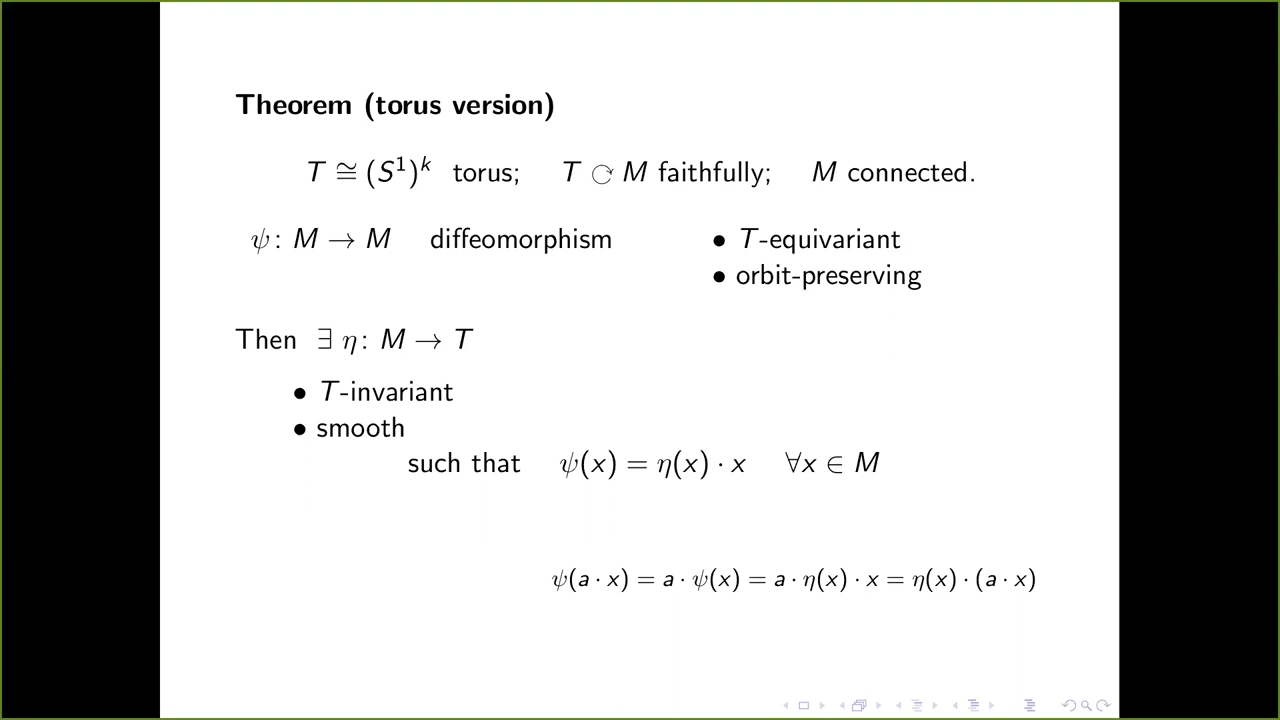 Theorem (torus version)
T ≅ (S¹)ᵏ torus; T ⟳ M faithfully; M connected.
ψ: M → M diffeomorphism • T-equivariant
• orbit-preserving
Then ∃ η: M → T
• T-invariant
• smooth
such that ψ(x) = η(x) · x ∀x ∈ M
ψ(a · x) = a · ψ(x) = a · η(x) · x = η(x) · (a · x)